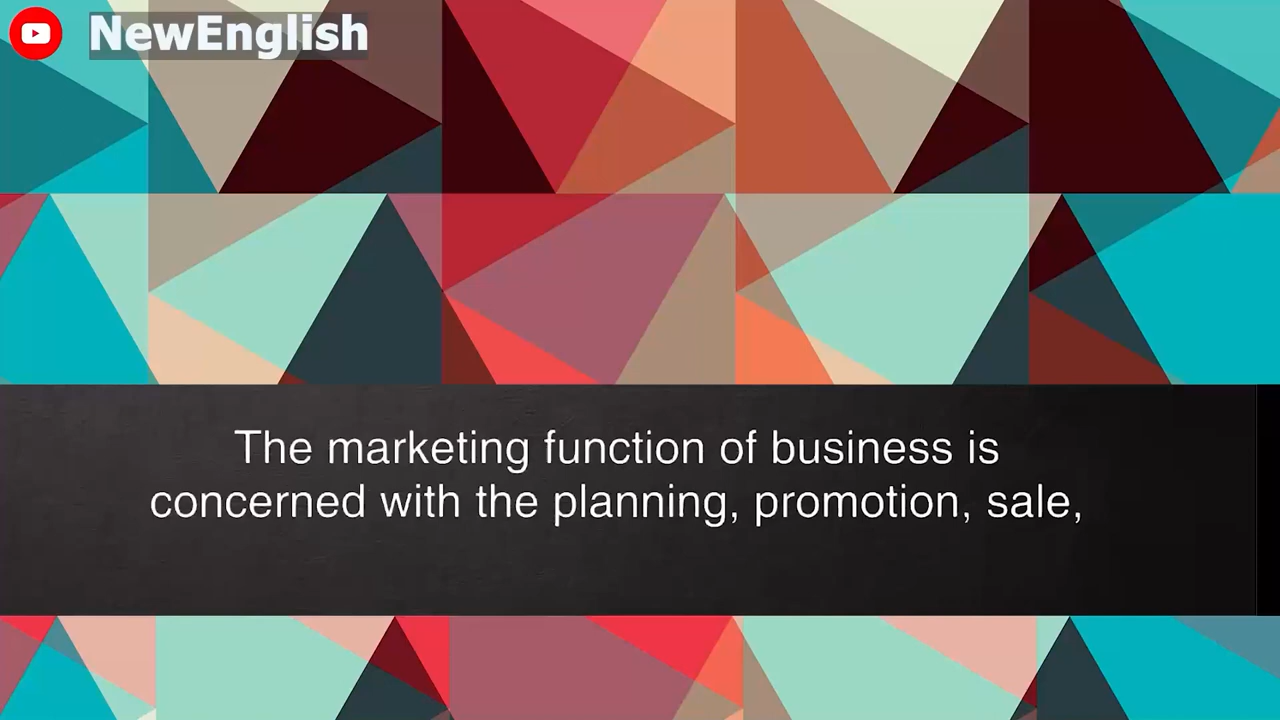 NewEnglish
The marketing function of business is
concerned with the planning, promotion, sale,